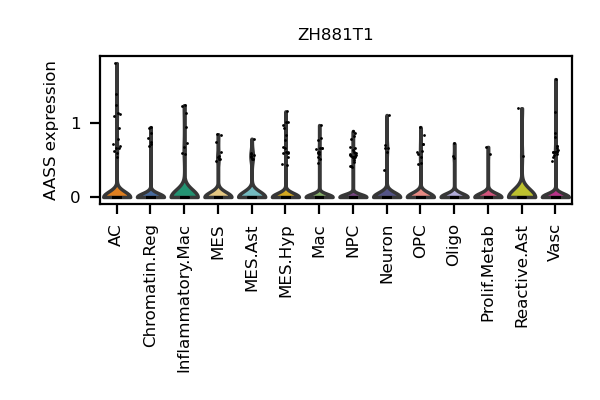 ZH881T1
AASS expression
1
0
AC
Chromatin.Reg
Inflammatory.Mac
MES
MES.Ast
MES.Hyp
Mac
NPC
Neuron
OPC
Oligo
Prolif.Metab
Reactive.Ast
Vasc